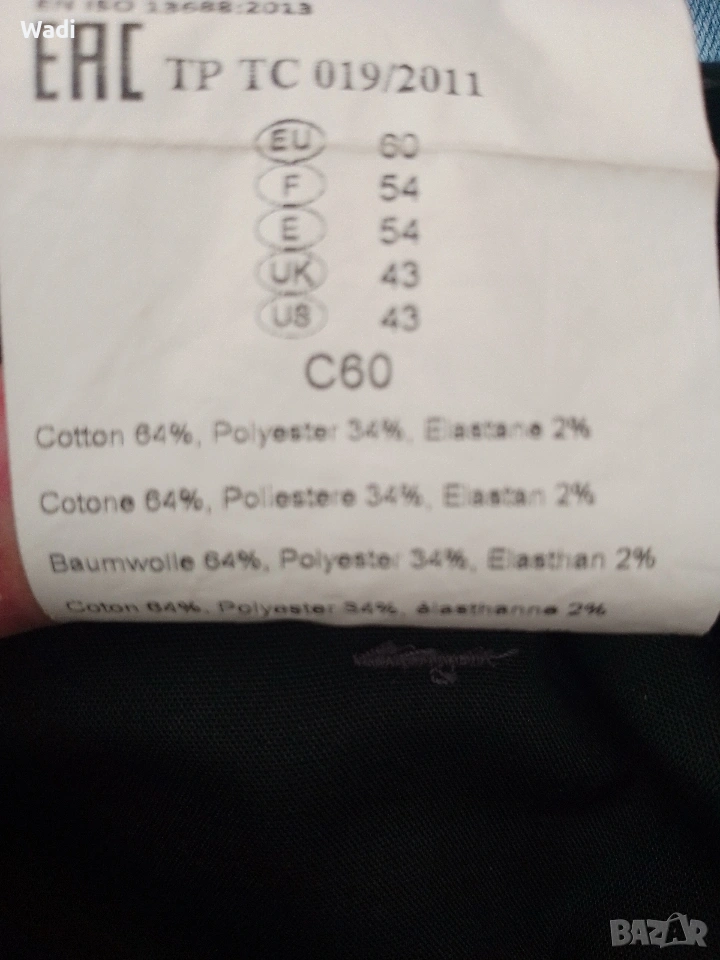 EN ISO 13688:2013
Wadi
EAC TP TC 019/2011
EU 60
F 54
E 54
UK 43
US 43
C60
Cotton 64%, Polyester 34%, Elastane 2%
Cotone 64%, Poliestere 34%, Elastan 2%
Baumwolle 64%, Polyester 34%, Elasthan 2%
Coton 64%, Polyester 34%, élasthanne 2%
BAZAR